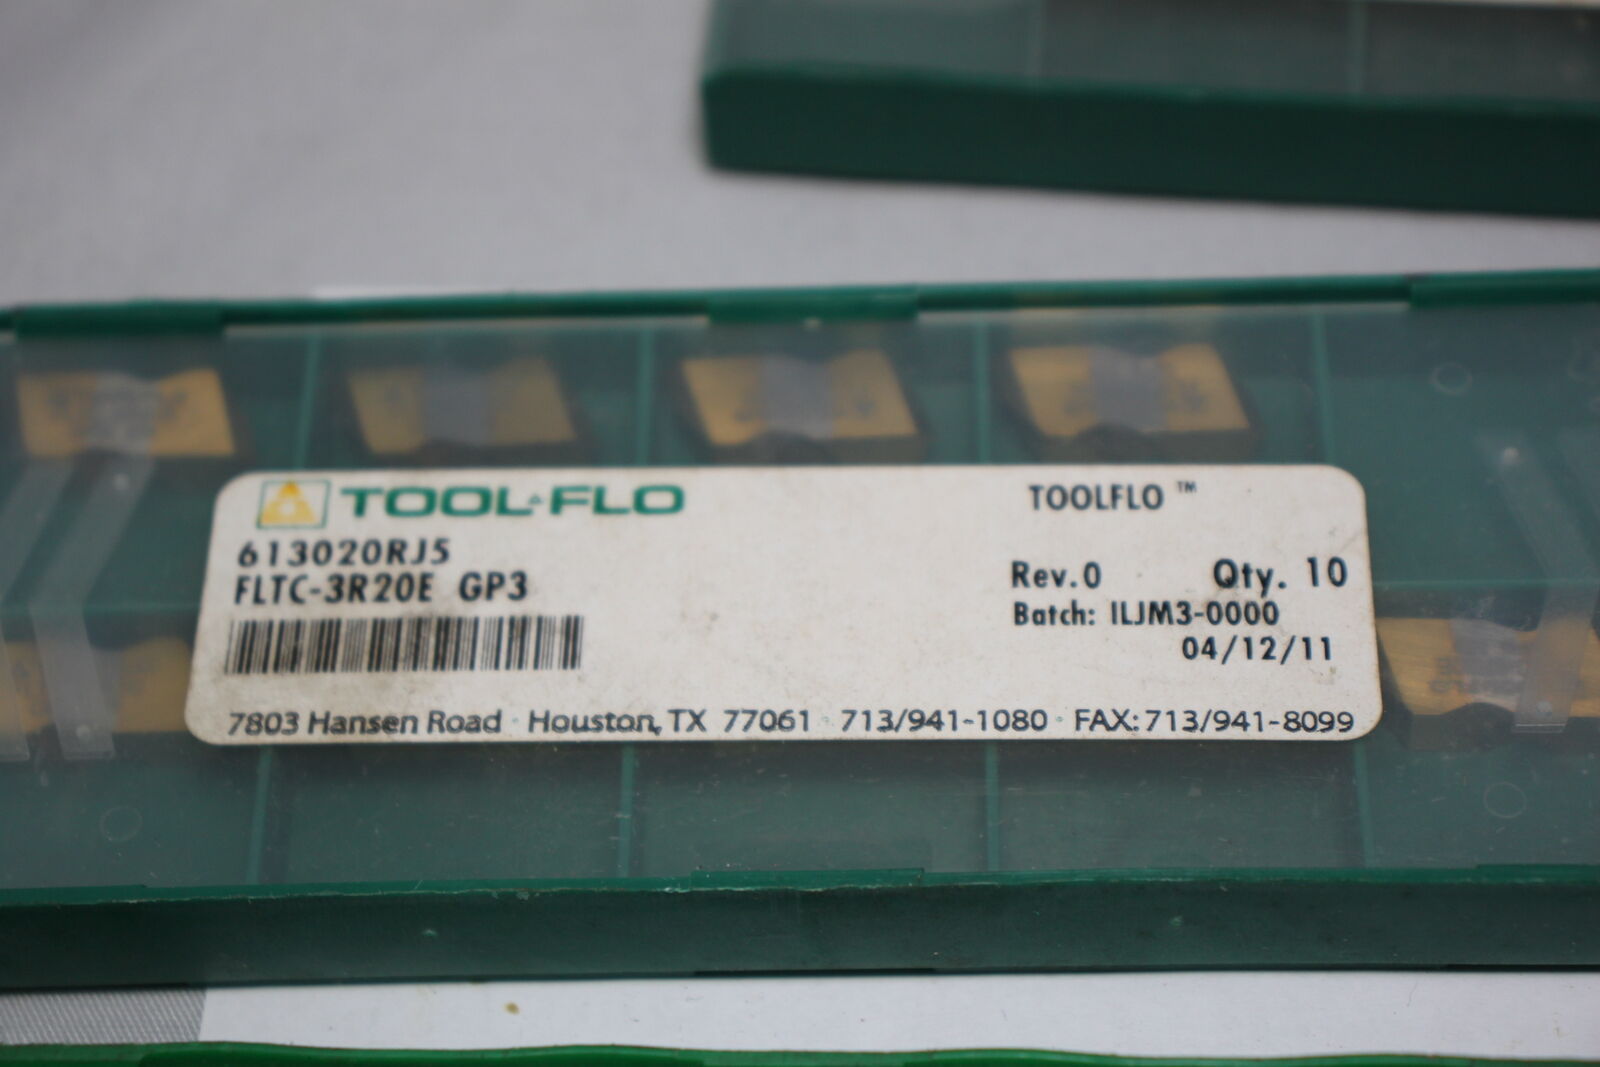 TOOL-FLO
TOOLFLO ™
613020RJ5
FLTC-3R20E GP3
Rev.0 Qty. 10
Batch: ILJM3-0000
04/12/11
7803 Hansen Road · Houston, TX 77061 · 713/941-1080 · FAX: 713/941-8099